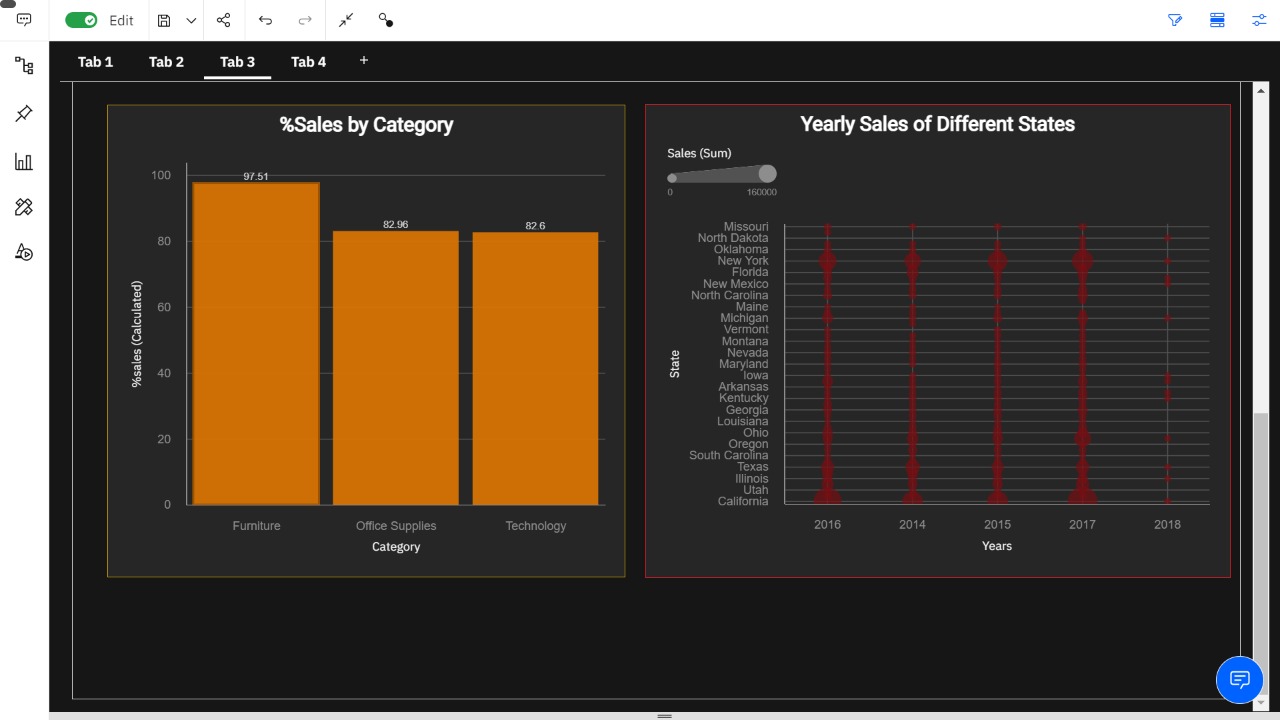 Edit
Tab 1 Tab 2 Tab 3 Tab 4 +
%Sales by Category
100
80
60
40
20
0
97.51
82.96
82.6
%sales (Calculated)
Furniture Office Supplies Technology
Category
Yearly Sales of Different States
Sales (Sum)
0 160000
State
Missouri
North Dakota
Oklahoma
New York
Florida
New Mexico
North Carolina
Maine
Michigan
Vermont
Montana
Nevada
Maryland
Iowa
Arkansas
Kentucky
Georgia
Louisiana
Ohio
Oregon
South Carolina
Texas
Illinois
Utah
California
2016 2014 2015 2017 2018
Years